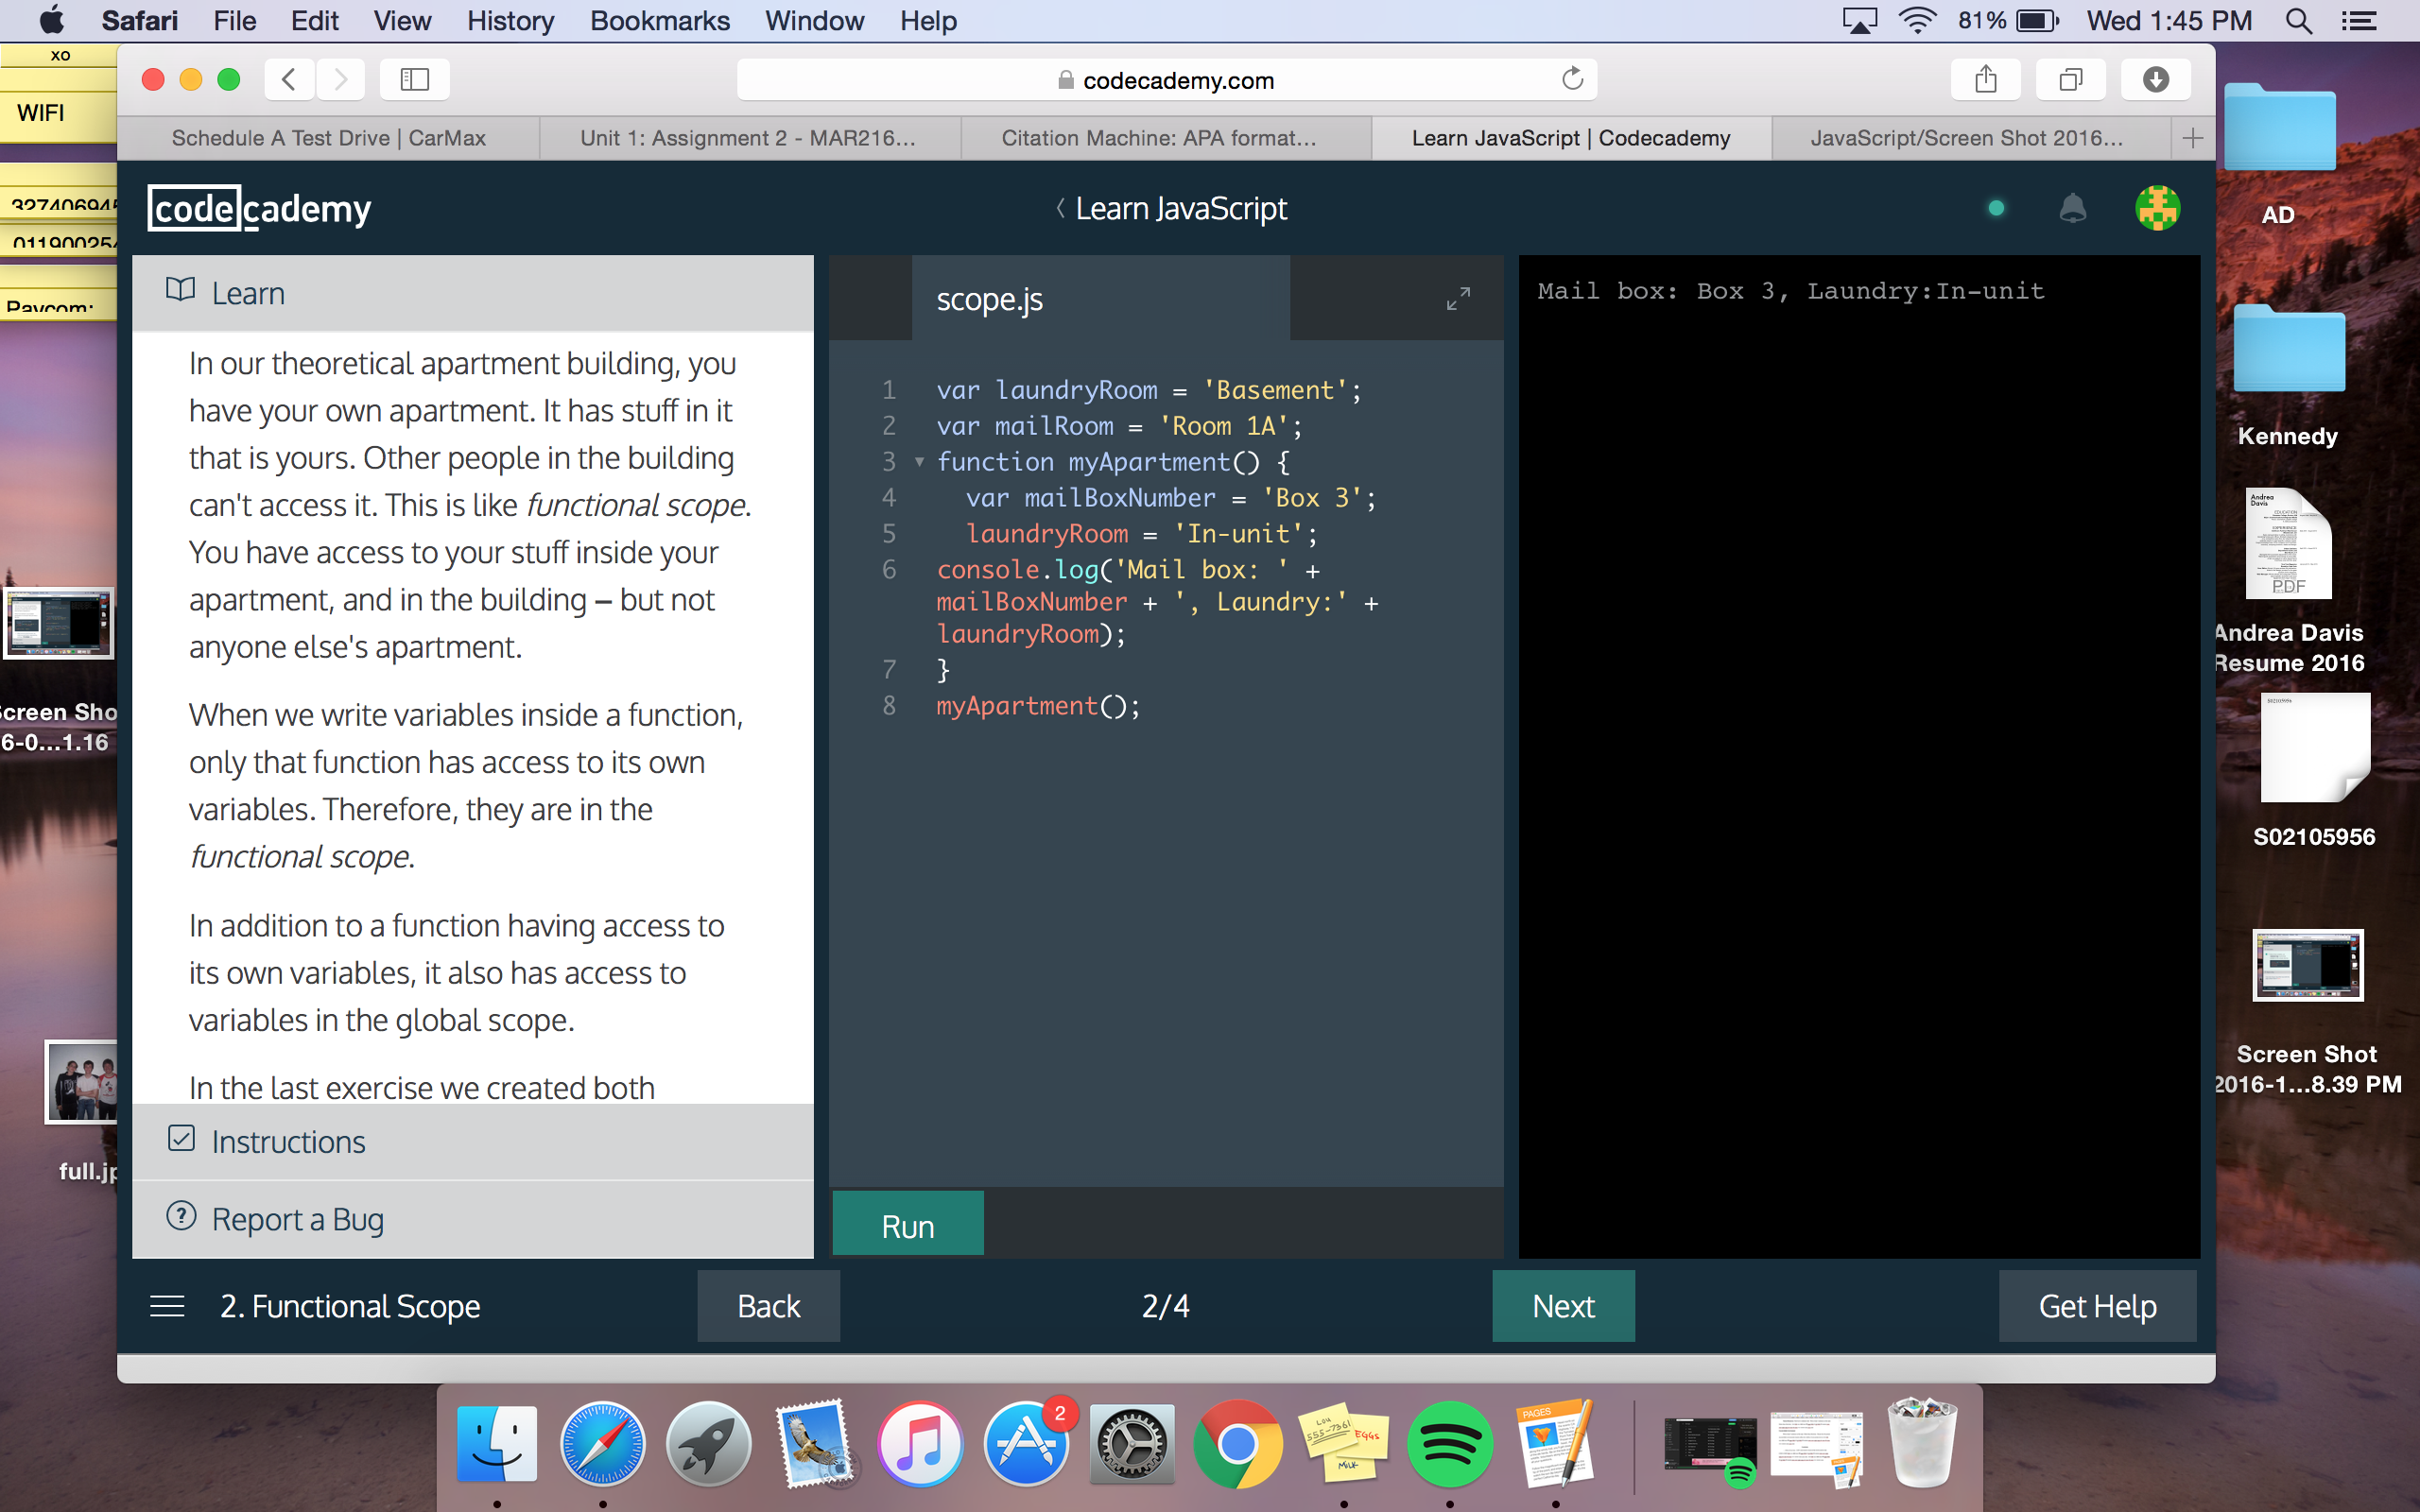 Safari File Edit View History Bookmarks Window Help 81% Wed 1:45 PM
xo
WIFI
Paycom:
codecademy.com
Schedule A Test Drive | CarMax
Unit 1: Assignment 2 - MAR216...
Citation Machine: APA format...
Learn JavaScript | Codecademy
JavaScript/Screen Shot 2016...
codecademy
Learn JavaScript
Learn
In our theoretical apartment building, you
have your own apartment. It has stuff in it
that is yours. Other people in the building
can't access it. This is like functional scope.
You have access to your stuff inside your
apartment, and in the building – but not
anyone else's apartment.
When we write variables inside a function,
only that function has access to its own
variables. Therefore, they are in the
functional scope.
In addition to a function having access to
its own variables, it also has access to
variables in the global scope.
In the last exercise we created both
Instructions
Report a Bug
scope.js
1 var laundryRoom = 'Basement';
2 var mailRoom = 'Room 1A';
3 function myApartment() {
4 var mailBoxNumber = 'Box 3';
5 laundryRoom = 'In-unit';
6 console.log('Mail box: ' +
mailBoxNumber + ', Laundry:' +
laundryRoom);
7 }
8 myApartment();
Run
Mail box: Box 3, Laundry:In-unit
2. Functional Scope
Back
2/4
Next
Get Help
AD
Kennedy
Andrea
Davis
PDF
Andrea Davis
Resume 2016
S02105956
S02105956
Screen Shot
2016-1...8.39 PM
Screen Sho
6-0...1.16
full.jp
2
Lou
555-7361
EGGS
MILK
PAGES